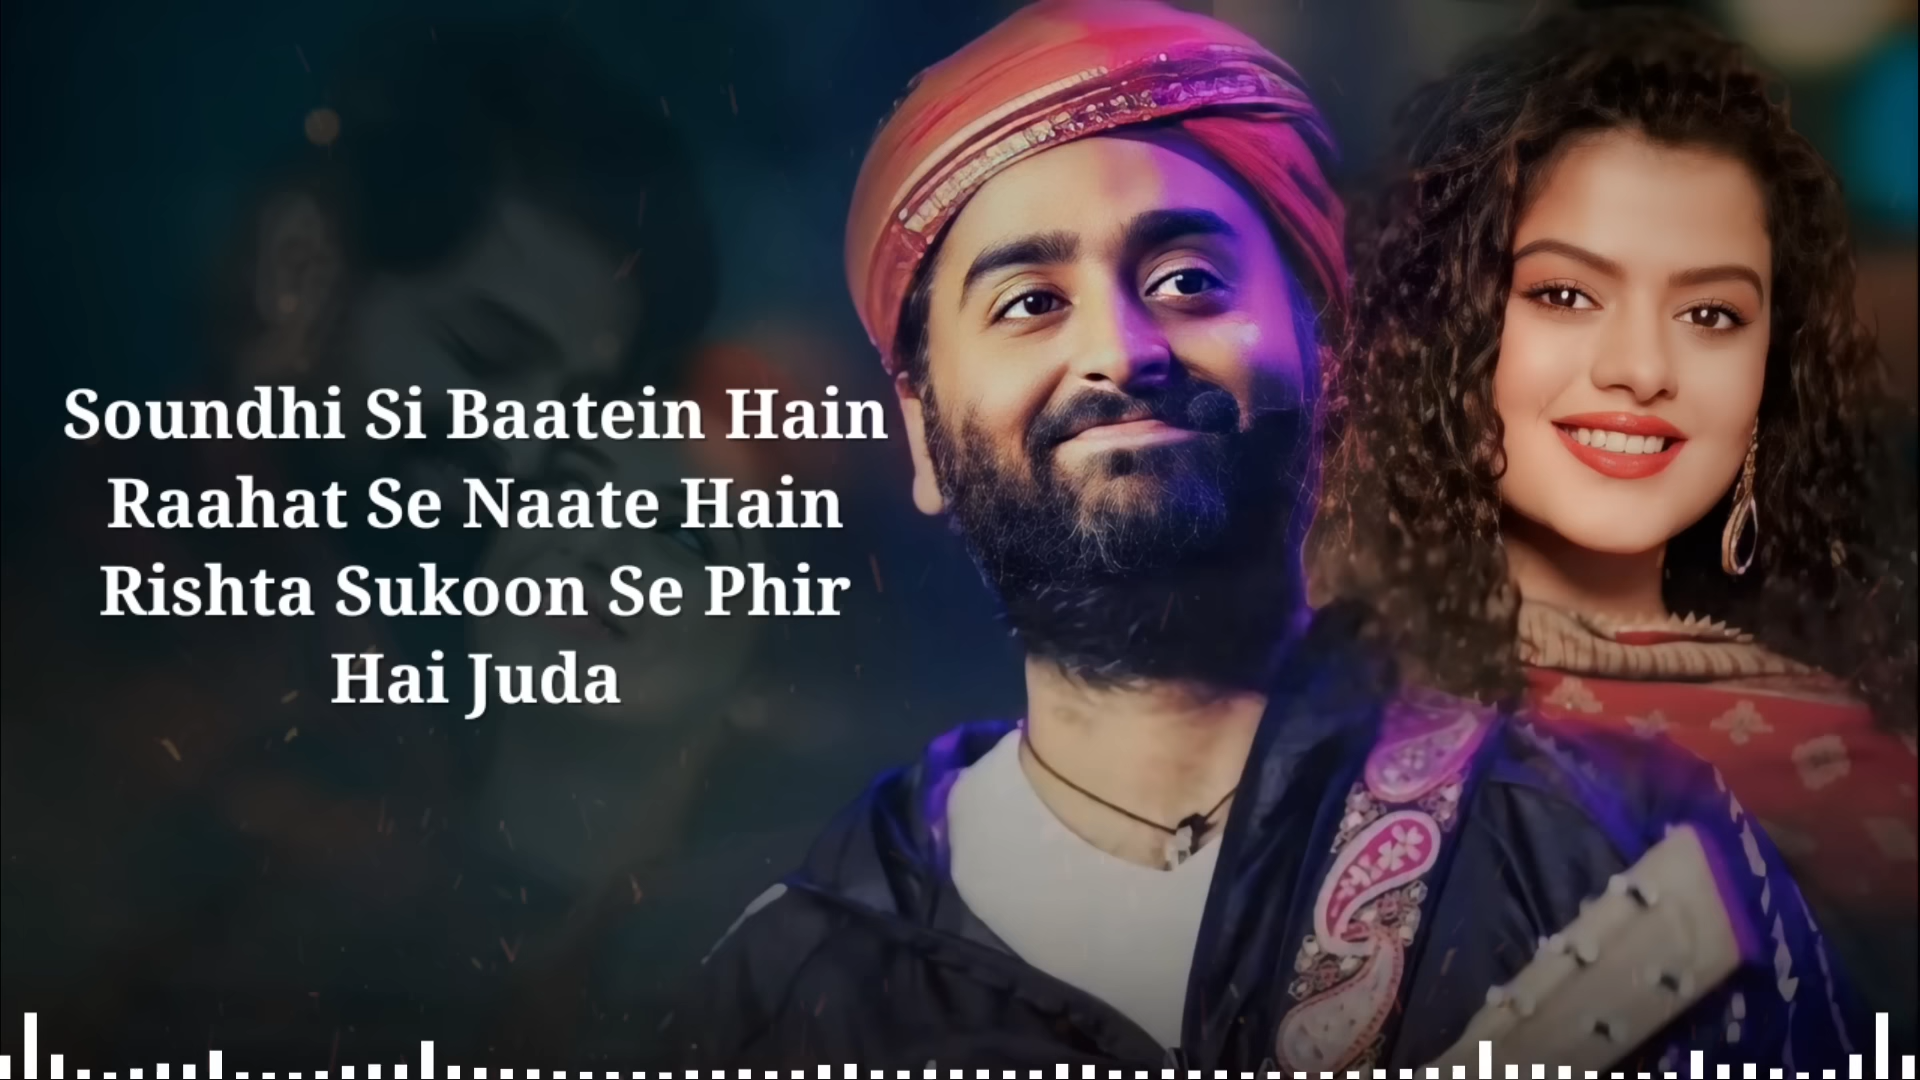 Soundhi Si Baatein Hain
Raahat Se Naate Hain
Rishta Sukoon Se Phir
Hai Juda